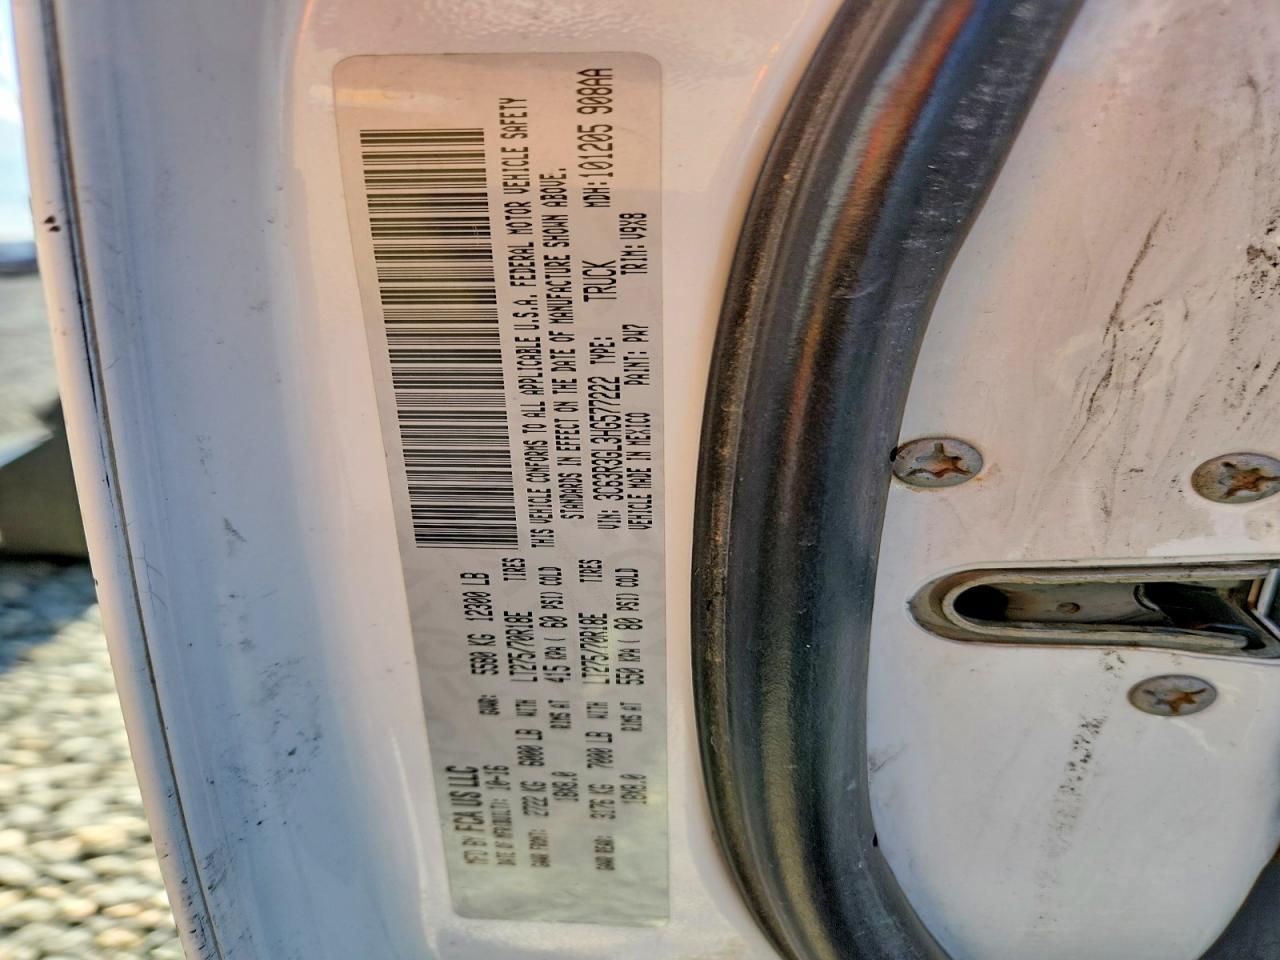 MFD BY FCA US LLC
DATE OF MFR(BUILT): 10-16 GVWR: 5580 KG 12300 LB
GAWR FRONT: 2722 KG 6000 LB WITH LT275/70R18E TIRES
18X8.0 RIMS AT 415 KPA ( 60 PSI) COLD
GAWR REAR: 3176 KG 7000 LB WITH LT275/70R18E TIRES
18X8.0 RIMS AT 550 KPA ( 80 PSI) COLD
THIS VEHICLE CONFORMS TO ALL APPLICABLE U.S.A. FEDERAL MOTOR VEHICLE SAFETY
STANDARDS IN EFFECT ON THE DATE OF MANUFACTURE SHOWN ABOVE.
VIN: 3C63R3GL3HG577222 TYPE: TRUCK MDH: 101205 908AA
VEHICLE MADE IN MEXICO PAINT: PW7 TRIM: V9X8